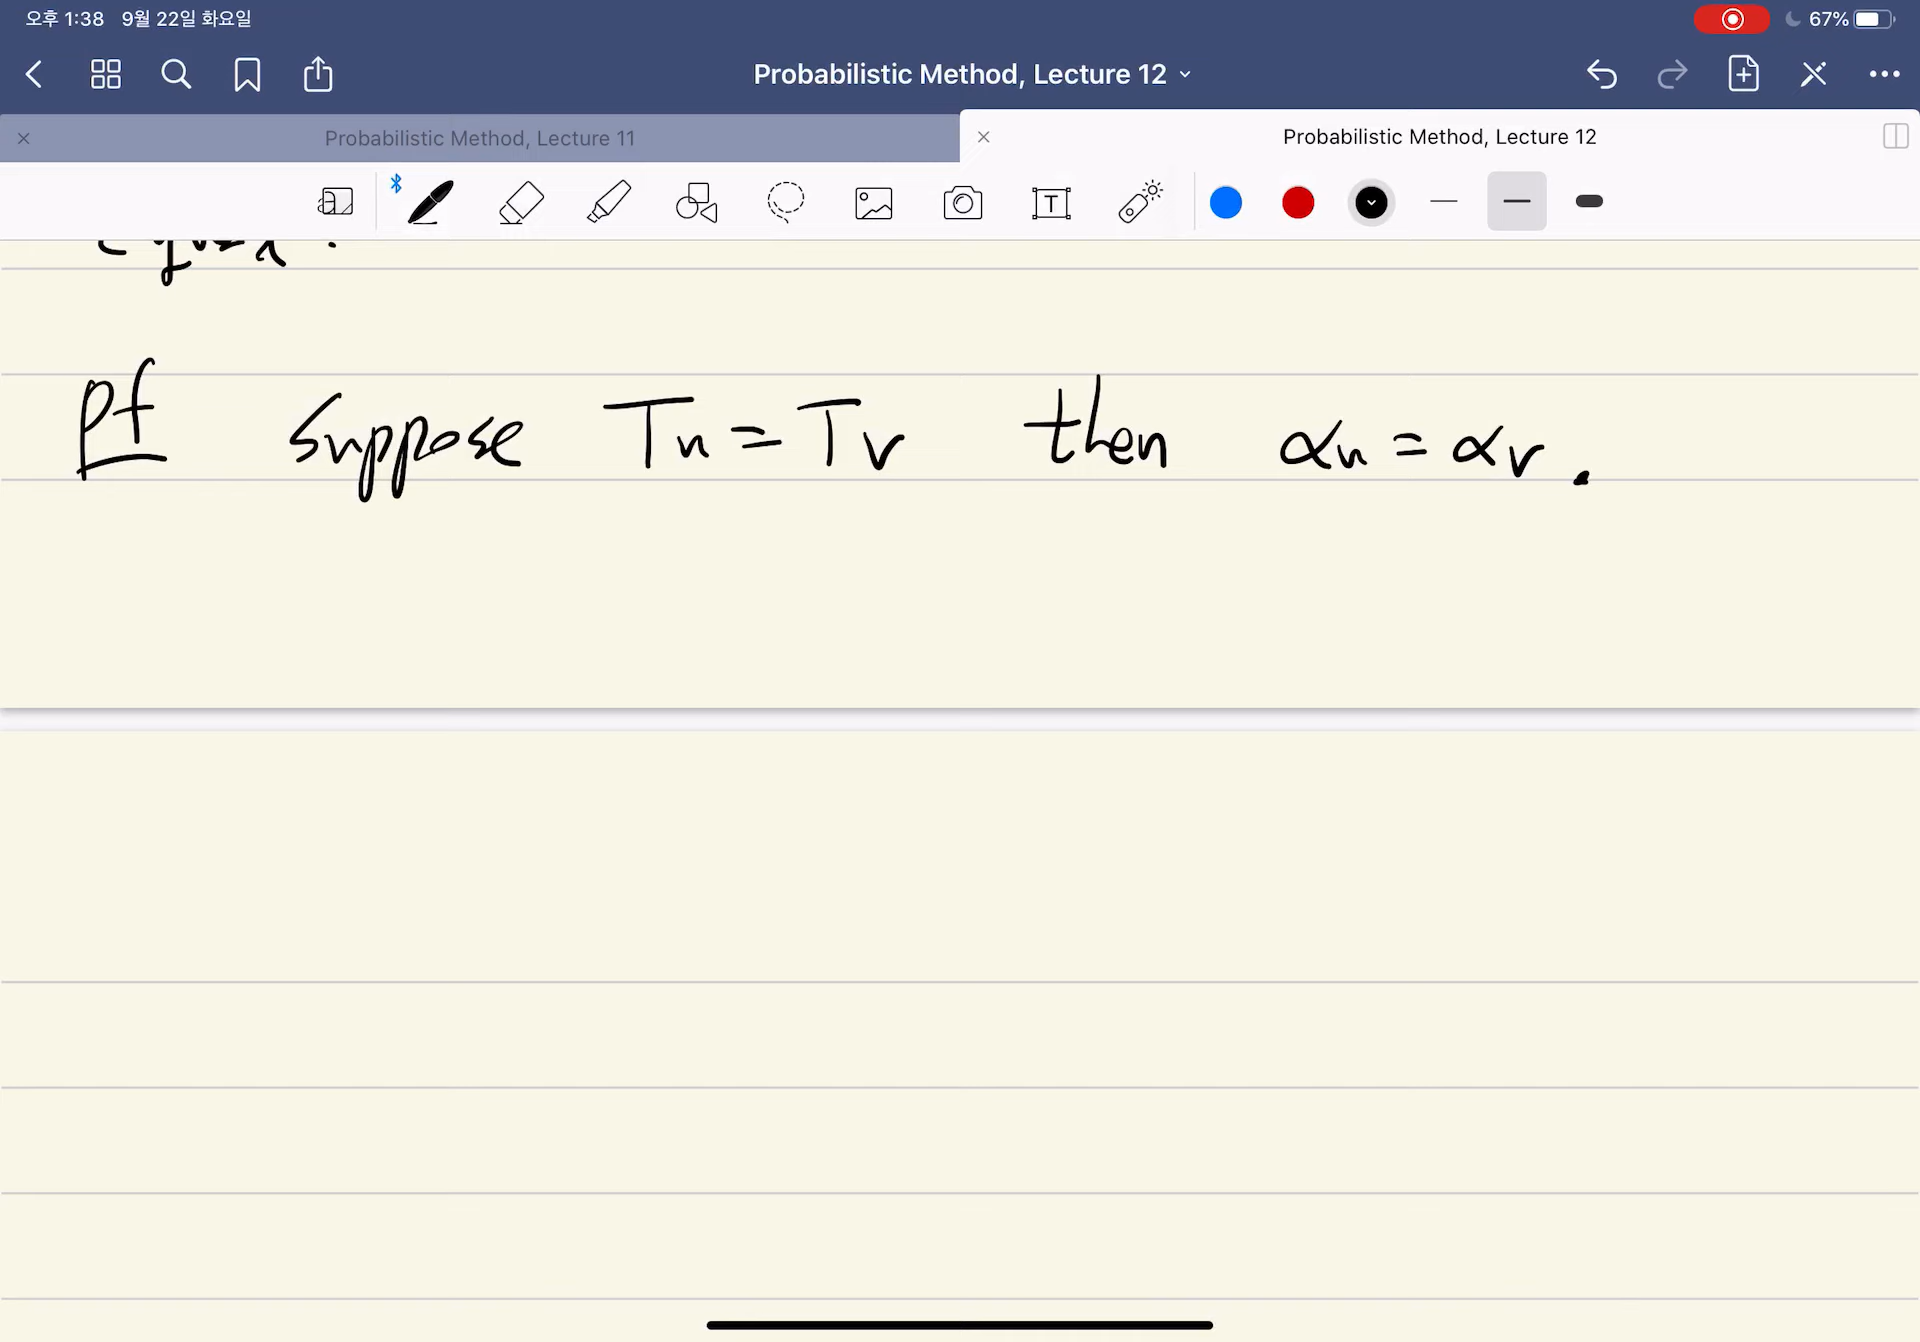 오후 1:38 9월 22일 화요일
67%
Probabilistic Method, Lecture 12
Probabilistic Method, Lecture 11
Probabilistic Method, Lecture 12
a
T
equal.
Pf Suppose Tu = Tv then αu = αv.